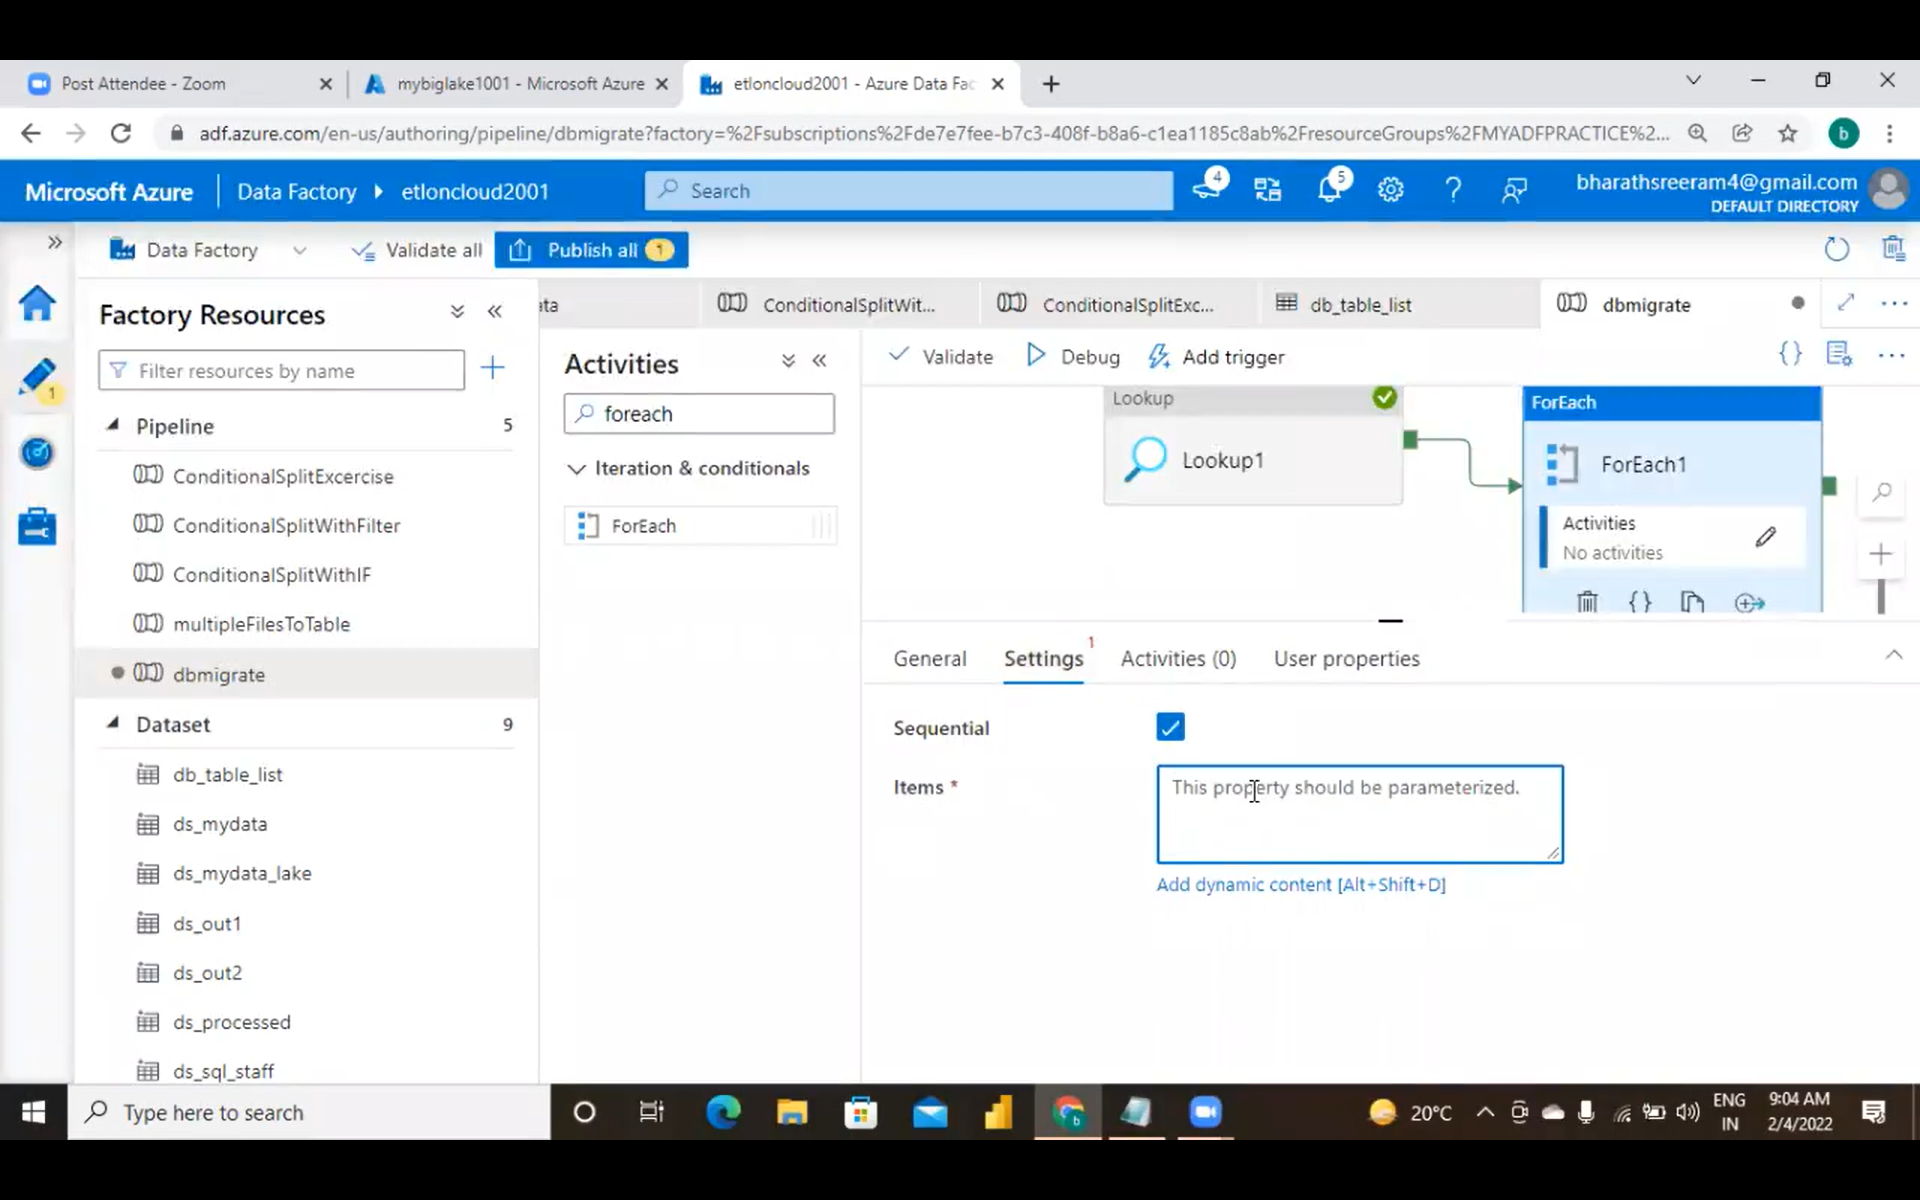 Post Attendee - Zoom
mybiglake1001 - Microsoft Azure
etloncloud2001 - Azure Data Fac
adf.azure.com/en-us/authoring/pipeline/dbmigrate?factory=%2Fsubscriptions%2Fde7e7fee-b7c3-408f-b8a6-c1ea1185c8ab%2FresourceGroups%2FMYADFPRACTICE%2...
b
Microsoft Azure
Data Factory
etloncloud2001
Search
4
5
bharathsreeram4@gmail.com
DEFAULT DIRECTORY
Data Factory
Validate all
Publish all 1
Factory Resources
ata
ConditionalSplitWit...
ConditionalSplitExc...
db_table_list
dbmigrate
Filter resources by name
1
Activities
Validate
Debug
Add trigger
foreach
Pipeline 5
Iteration & conditionals
ForEach
ConditionalSplitExcercise
ConditionalSplitWithFilter
ConditionalSplitWithIF
multipleFilesToTable
dbmigrate
Lookup
Lookup1
ForEach
ForEach1
Activities
No activities
General
Settings 1
Activities (0)
User properties
Dataset 9
Sequential
db_table_list
ds_mydata
ds_mydata_lake
ds_out1
ds_out2
ds_processed
ds_sql_staff
Items *
This property should be parameterized.
Add dynamic content [Alt+Shift+D]
Type here to search
b
20°C
ENG
IN
9:04 AM
2/4/2022